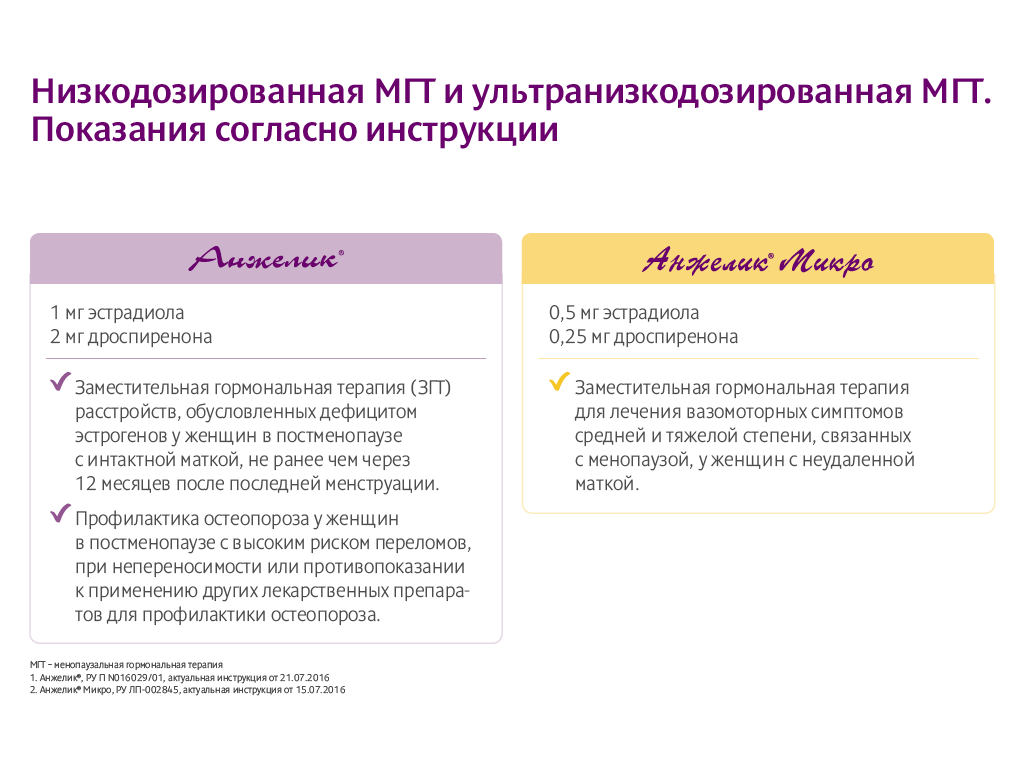 Низкодозированная МГТ и ультранизкодозированная МГТ.
Показания согласно инструкции
Анжелик®
1 мг эстрадиола
2 мг дроспиренона
Заместительная гормональная терапия (ЗГТ)
расстройств, обусловленных дефицитом
эстрогенов у женщин в постменопаузе
с интактной маткой, не ранее чем через
12 месяцев после последней менструации.
Профилактика остеопороза у женщин
в постменопаузе с высоким риском переломов,
при непереносимости или противопоказании
к применению других лекарственных препара-
тов для профилактики остеопороза.
Анжелик® Микро
0,5 мг эстрадиола
0,25 мг дроспиренона
Заместительная гормональная терапия
для лечения вазомоторных симптомов
средней и тяжелой степени, связанных
с менопаузой, у женщин с неудаленной
маткой.
МГТ – менопаузальная гормональная терапия
1. Анжелик®, РУ П N016029/01, актуальная инструкция от 21.07.2016
2. Анжелик® Микро, РУ ЛП-002845, актуальная инструкция от 15.07.2016